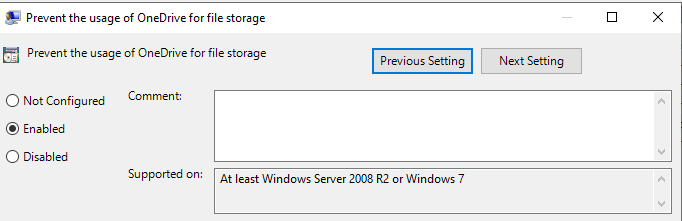 Prevent the usage of OneDrive for file storage
Prevent the usage of OneDrive for file storage
Previous Setting
Next Setting
Not Configured
Comment:
Enabled
Disabled
Supported on:
At least Windows Server 2008 R2 or Windows 7